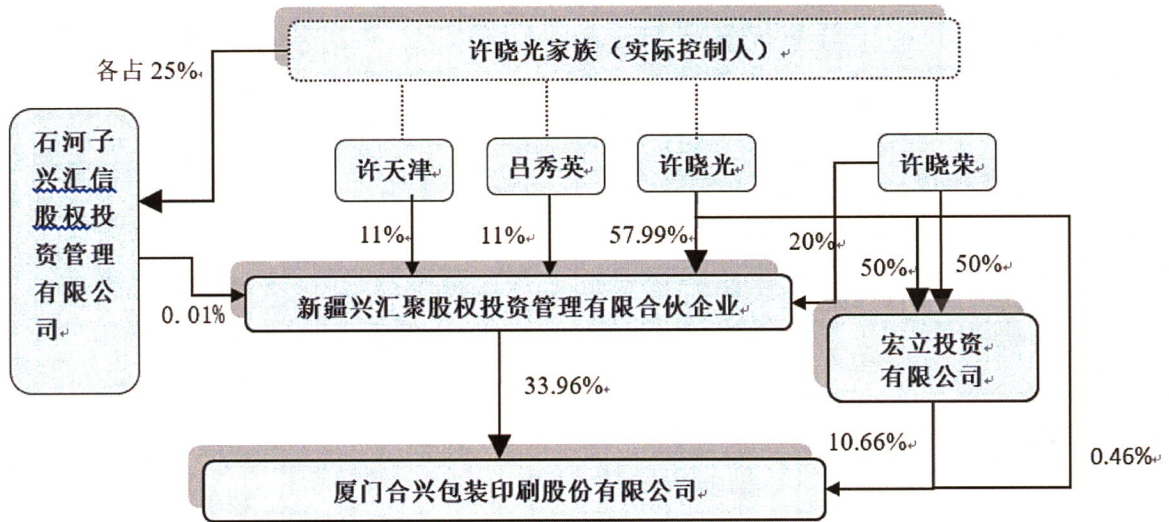 许晓光家族（实际控制人）
各占 25%
石河子
兴汇信
股权投
资管理
有限公
司
许天津
吕秀英
许晓光
许晓荣
11%
11%
57.99%
20%
50%
50%
0.01%
新疆兴汇聚股权投资管理有限合伙企业
宏立投资
有限公司
33.96%
10.66%
0.46%
厦门合兴包装印刷股份有限公司